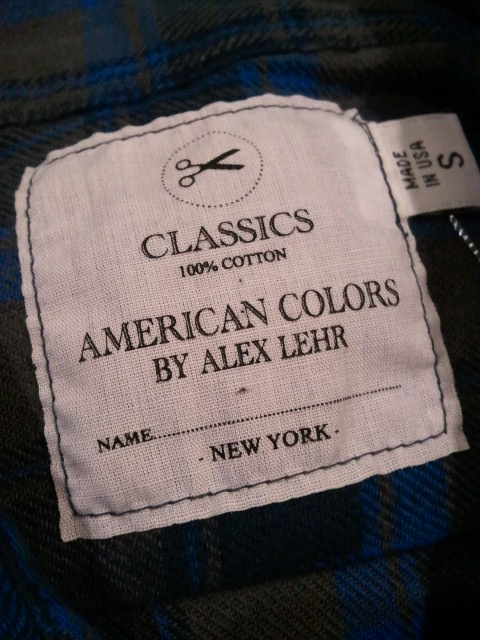 CLASSICS
100% COTTON
AMERICAN COLORS
BY ALEX LEHR
NAME................................................
- NEW YORK -
MADE
IN USA
S